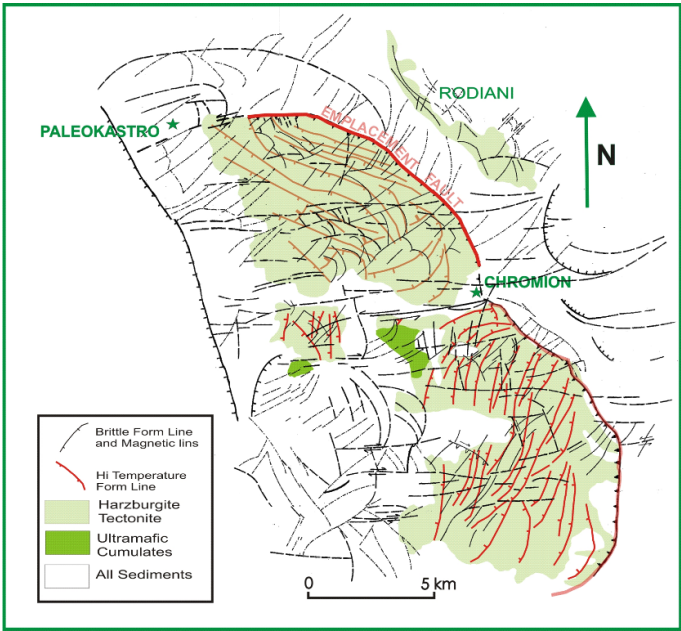 RODIANI
PALEOKASTRO
EMPLACEMENT FAULT
N
CHROMION
Brittle Form Line
and Magnetic lins
Hi Temperature
Form Line
Harzburgite
Tectonite
Ultramafic
Cumulates
All Sediments
0 5 km